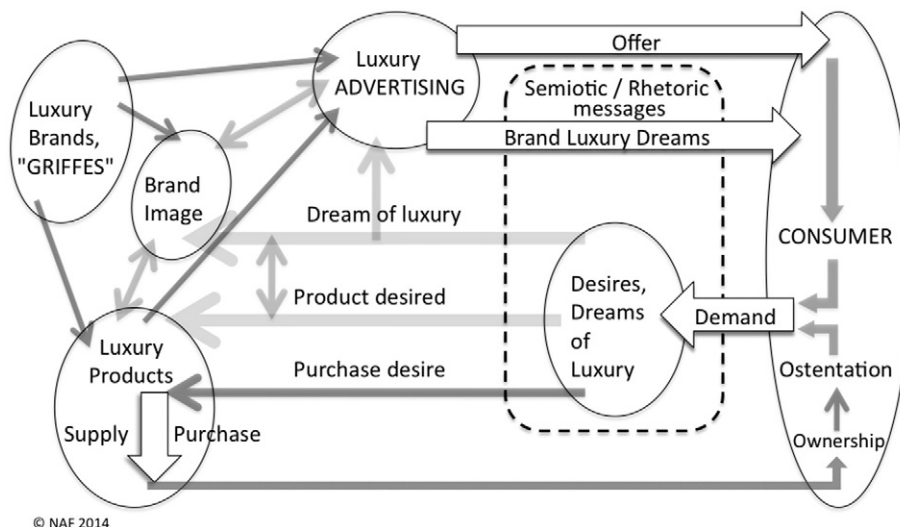 Luxury
Brands,
"GRIFFES"
Luxury
ADVERTISING
Offer
Semiotic / Rhetoric
messages
Brand Luxury Dreams
Brand
Image
Dream of luxury
CONSUMER
Product desired
Desires,
Dreams
of
Luxury
Demand
Luxury
Products
Purchase desire
Ostentation
Supply
Purchase
Ownership
© NAF 2014